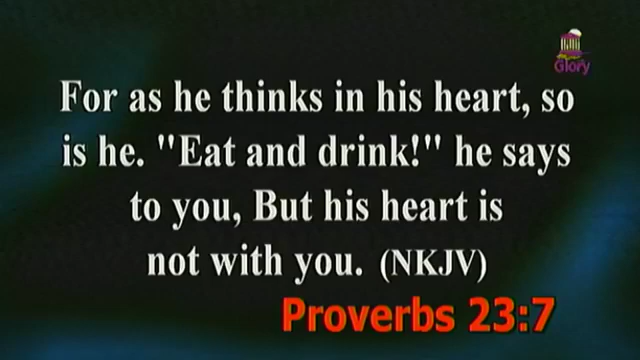 Glory
For as he thinks in his heart, so
is he. "Eat and drink!" he says
to you, But his heart is
not with you. (NKJV)
Proverbs 23:7